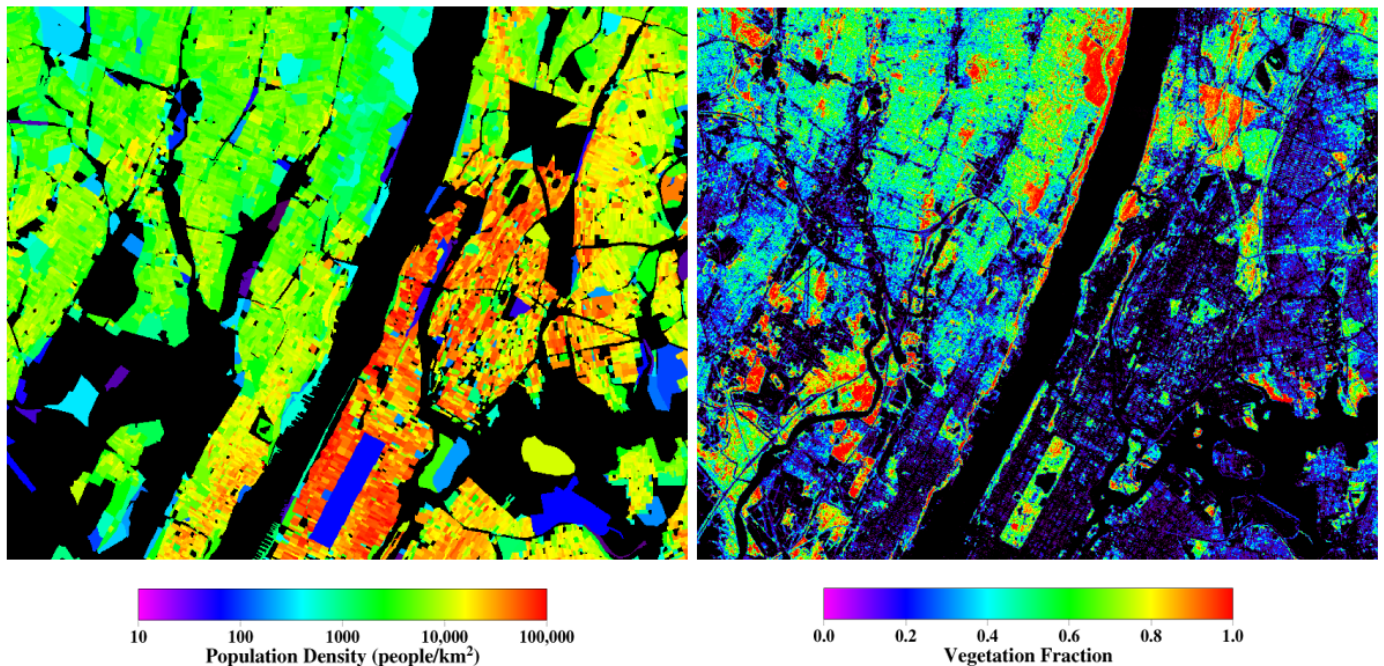 10 100 1000 10,000 100,000
Population Density (people/km²)
0.0 0.2 0.4 0.6 0.8 1.0
Vegetation Fraction